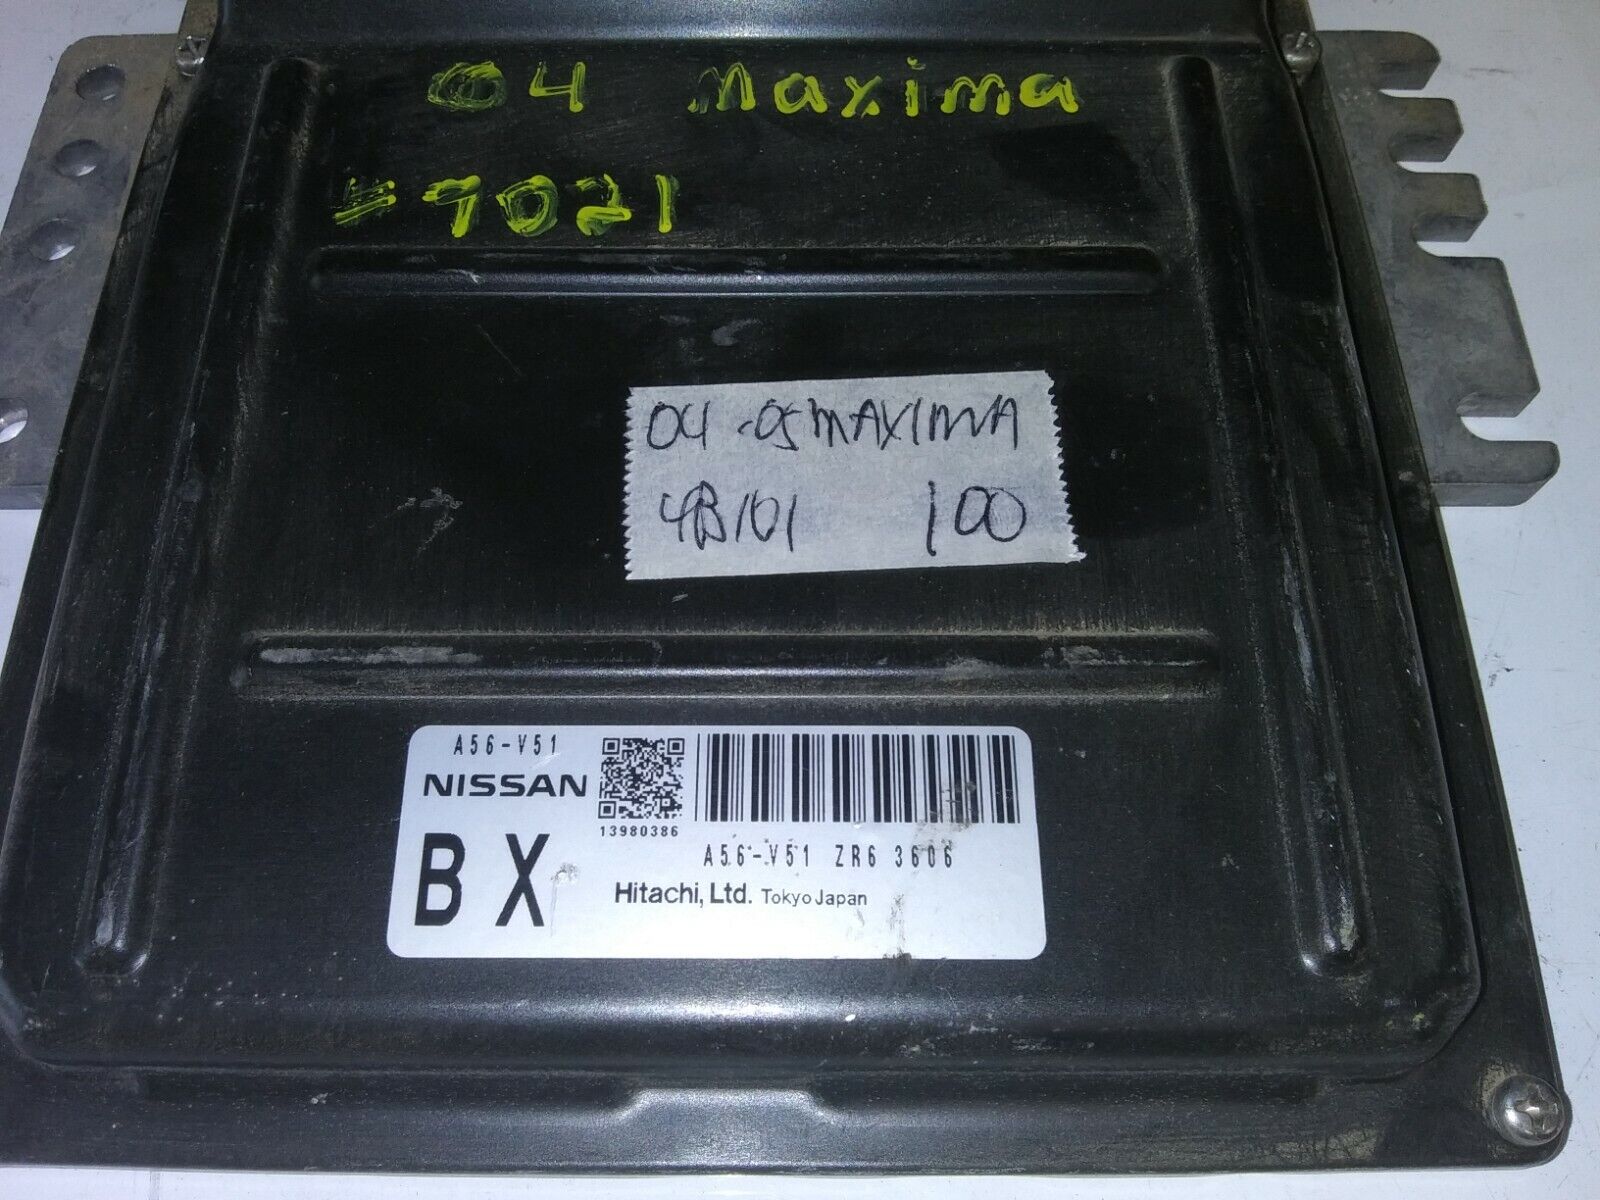 04 Maxima
=9021
04-05 MAXIMA
4B101 100
A56-V51
NISSAN
13980386
BX
A56-V51 ZR6 3606
Hitachi, Ltd. Tokyo Japan